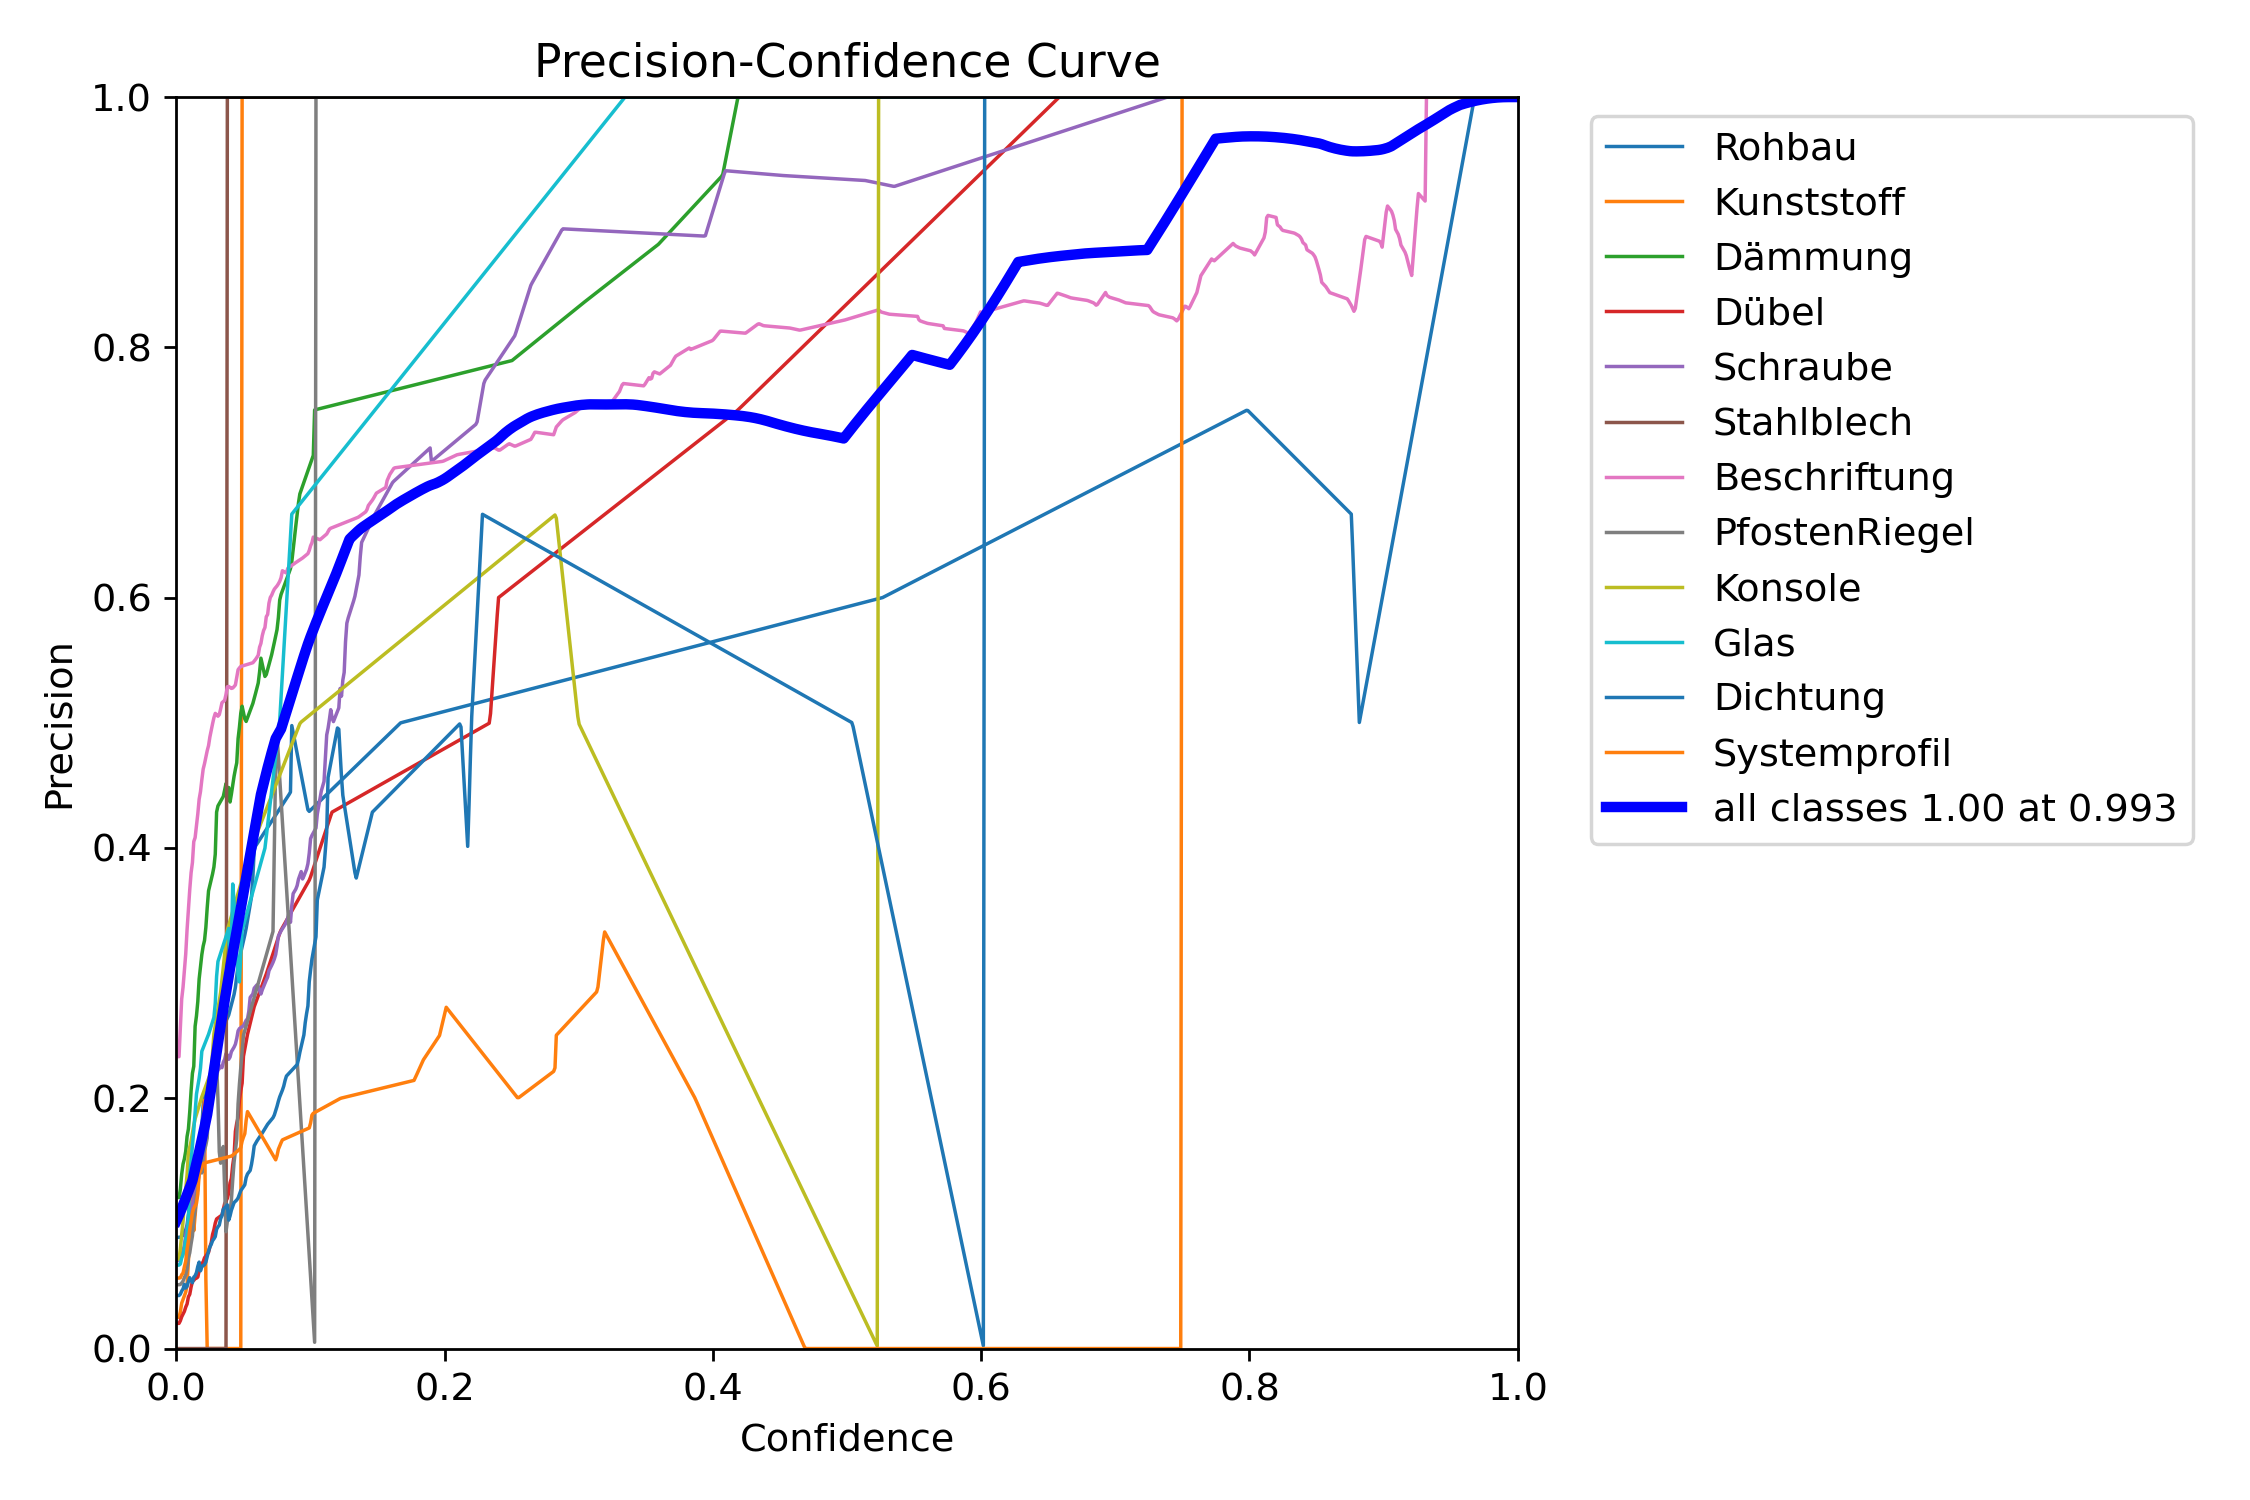 Precision-Confidence Curve
1.0
0.8
0.6
0.4
0.2
0.0
Precision
0.0 0.2 0.4 0.6 0.8 1.0
Confidence
Rohbau
Kunststoff
Dämmung
Dübel
Schraube
Stahlblech
Beschriftung
PfostenRiegel
Konsole
Glas
Dichtung
Systemprofil
all classes 1.00 at 0.993